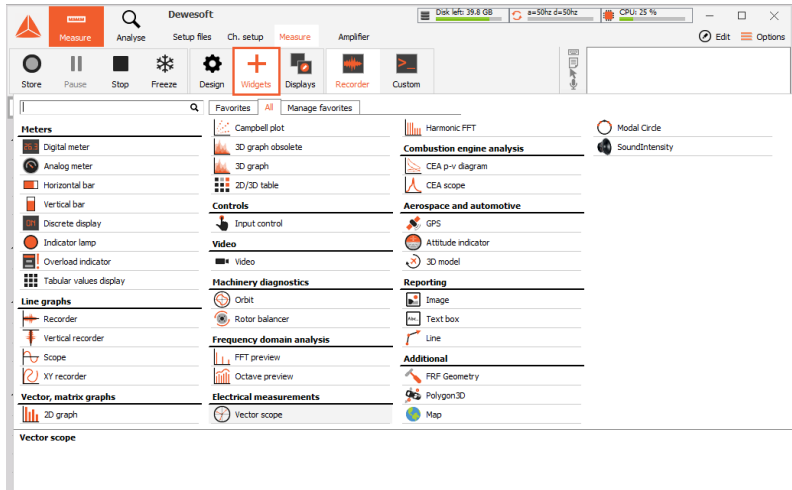 Dewesoft
Disk left: 39.8 GB
a=50hz d=50hz
CPU: 25 %
Measure
Analyse
Setup files
Ch. setup
Measure
Amplifier
Edit
Options
Store
Pause
Stop
Freeze
Design
Widgets
Displays
Recorder
Custom
Favorites
All
Manage favorites
Meters
26.3
Digital meter
Analog meter
Horizontal bar
Vertical bar
Discrete display
Indicator lamp
Overload indicator
Tabular values display
Line graphs
Recorder
Vertical recorder
Scope
XY recorder
Vector, matrix graphs
2D graph
Campbell plot
3D graph obsolete
3D graph
2D/3D table
Controls
Input control
Video
Video
Machinery diagnostics
Orbit
Rotor balancer
Frequency domain analysis
FFT preview
Octave preview
Electrical measurements
Vector scope
Harmonic FFT
Combustion engine analysis
CEA p-v diagram
CEA scope
Aerospace and automotive
GPS
Attitude indicator
3D model
Reporting
Image
Text box
Line
Additional
FRF Geometry
Polygon3D
Map
Modal Circle
SoundIntensity
Vector scope